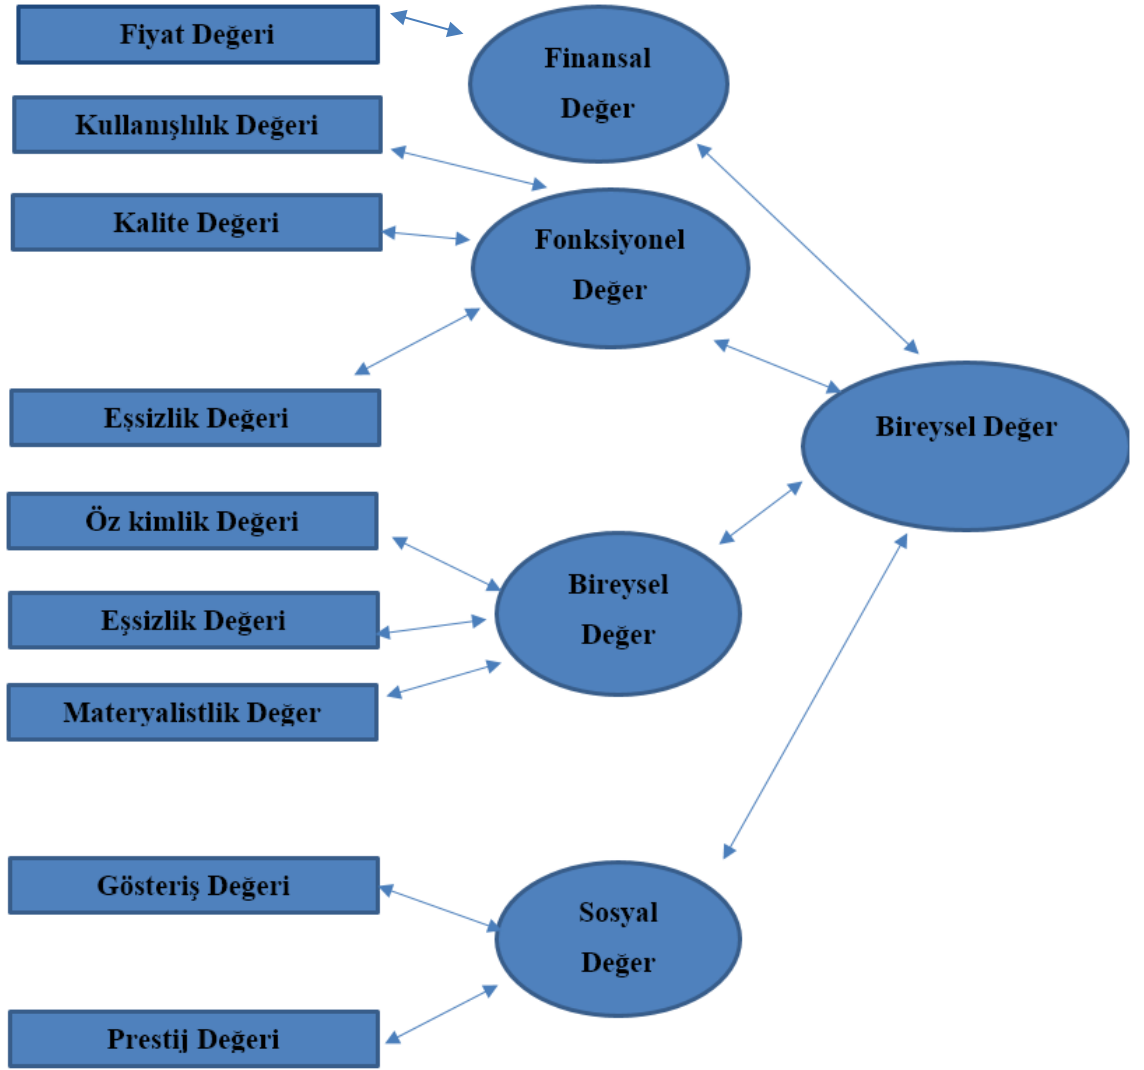 Fiyat Değeri
Finansal
Değer
Kullanışlılık Değeri
Kalite Değeri
Fonksiyonel
Değer
Eşsizlik Değeri
Bireysel Değer
Öz kimlik Değeri
Eşsizlik Değeri
Bireysel
Değer
Materyalistlik Değer
Gösteriş Değeri
Sosyal
Değer
Prestij Değeri